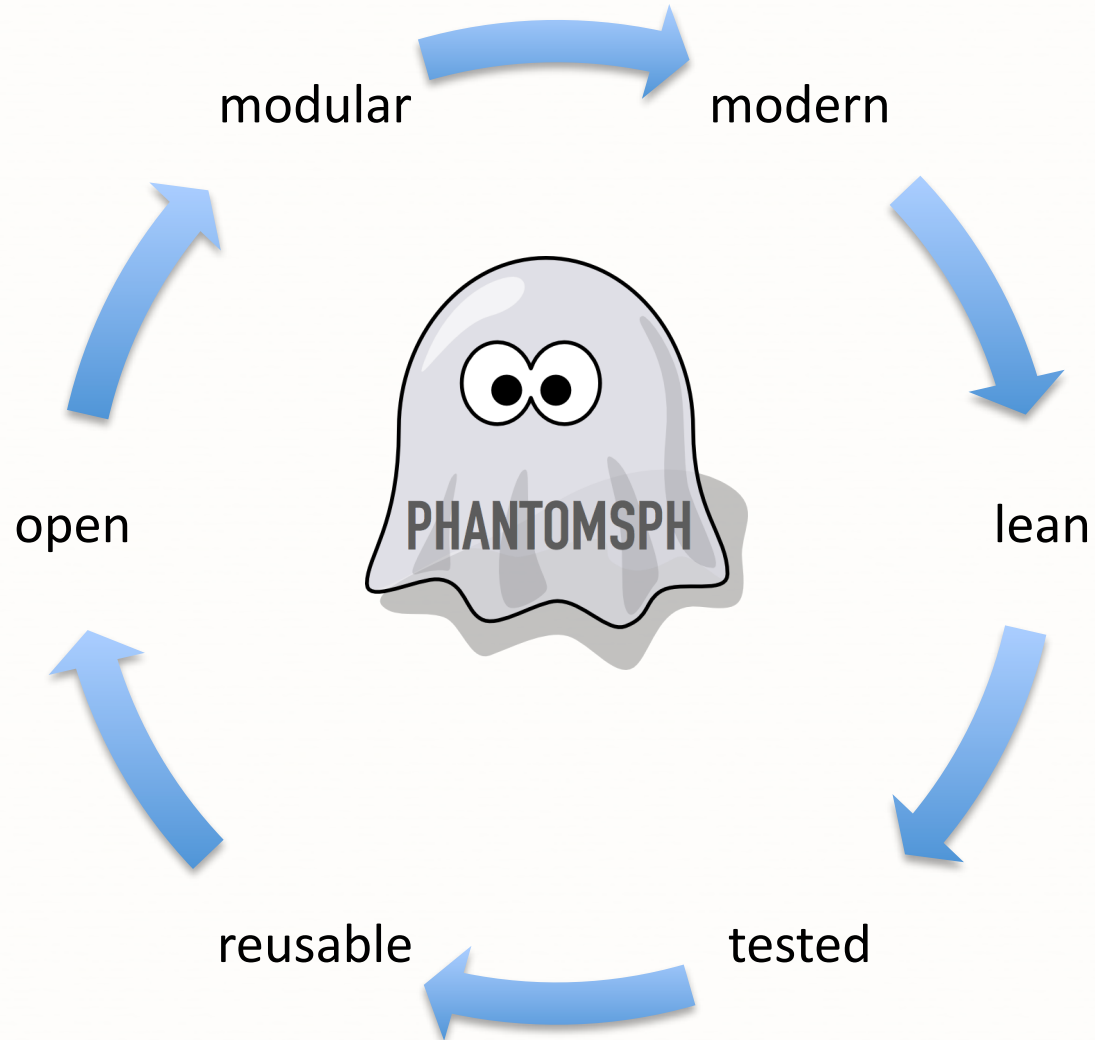 modular
modern
lean
tested
reusable
open
PHANTOMSPH